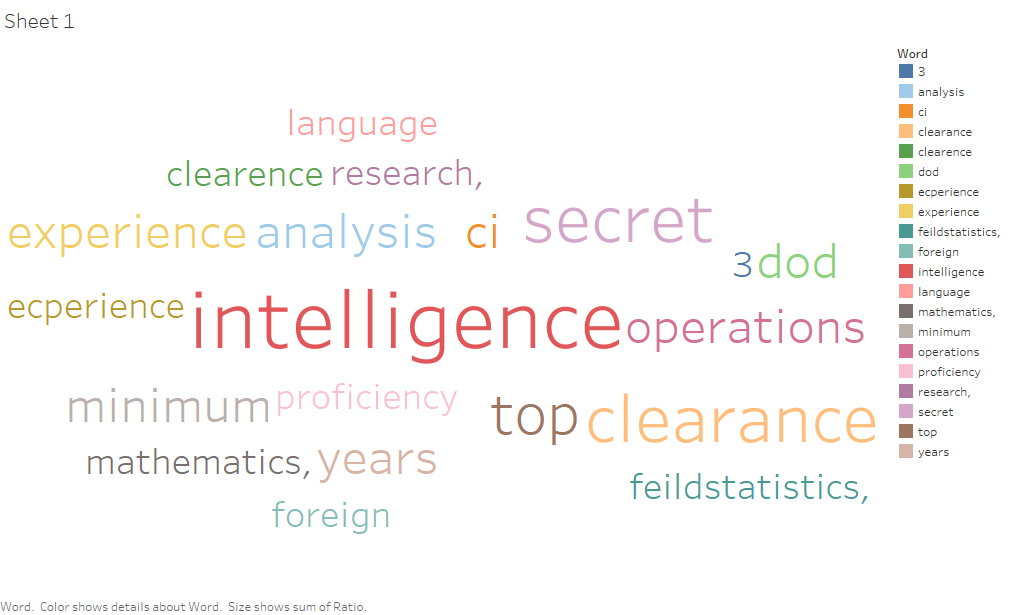 Sheet 1
language
clearence research,
experience analysis ci secret
3 dod
ecperience intelligence operations
minimum proficiency top clearance
mathematics, years
feildstatistics,
foreign
Word
3
analysis
ci
clearance
clearence
dod
ecperience
experience
feildstatistics,
foreign
intelligence
language
mathematics,
minimum
operations
proficiency
research,
secret
top
years
Word. Color shows details about Word. Size shows sum of Ratio.